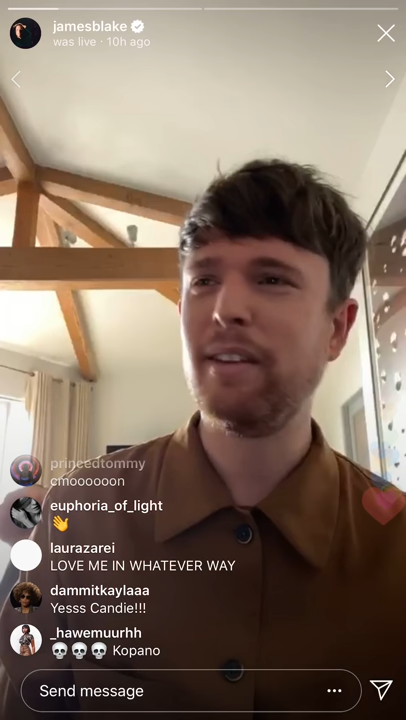 jamesblake
was live · 10h ago
princedtommy
cmoooooon
euphoria_of_light
👋
laurazarei
LOVE ME IN WHATEVER WAY
dammitkaylaaa
Yesss Candie!!!
_hawemuurhh
💀💀💀 Kopano
Send message